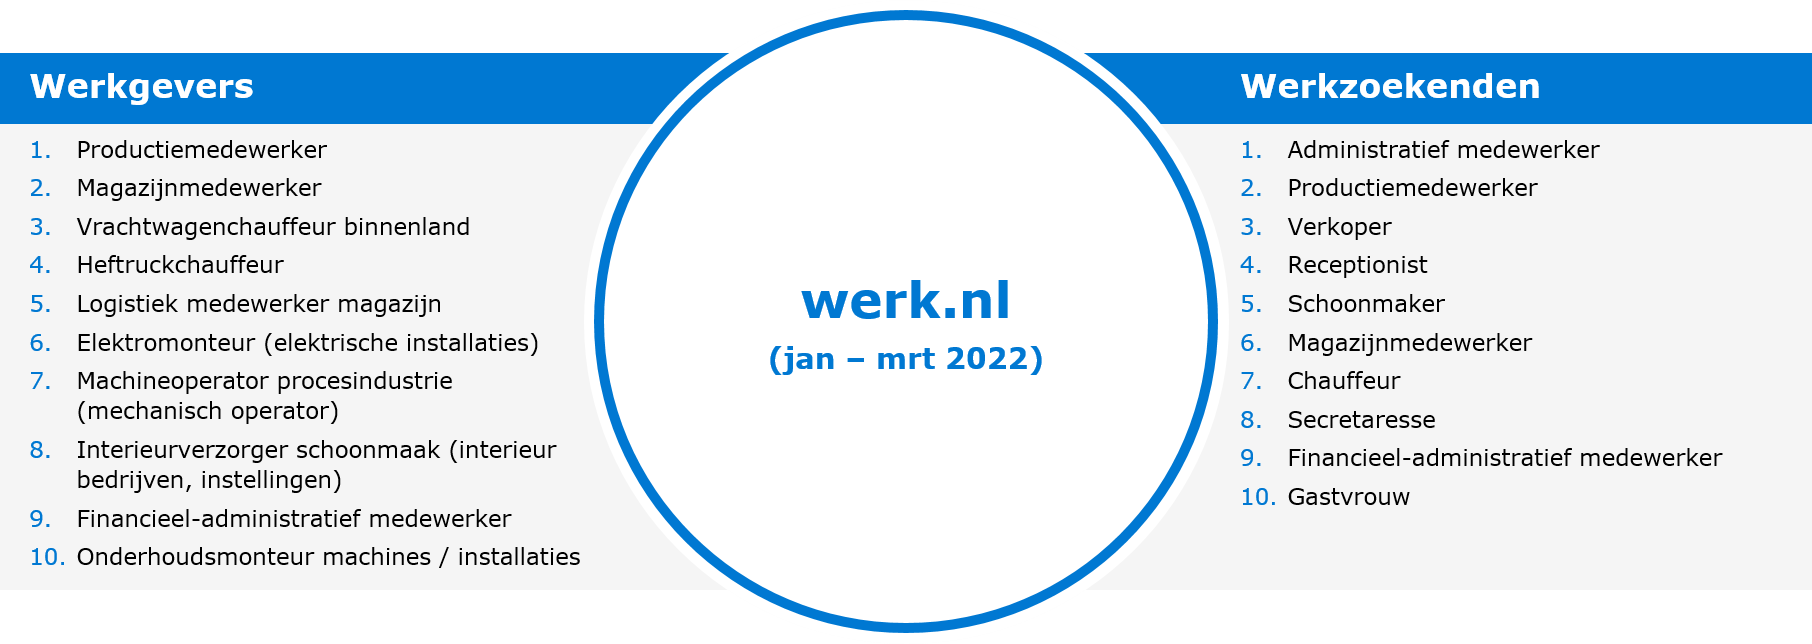 Werkgevers
1. Productiemedewerker
2. Magazijnmedewerker
3. Vrachtwagenchauffeur binnenland
4. Heftruckchauffeur
5. Logistiek medewerker magazijn
6. Elektromonteur (elektrische installaties)
7. Machineoperator procesindustrie
(mechanisch operator)
8. Interieurverzorger schoonmaak (interieur
bedrijven, instellingen)
9. Financieel-administratief medewerker
10. Onderhoudsmonteur machines / installaties
werk.nl
(jan – mrt 2022)
Werkzoekenden
1. Administratief medewerker
2. Productiemedewerker
3. Verkoper
4. Receptionist
5. Schoonmaker
6. Magazijnmedewerker
7. Chauffeur
8. Secretaresse
9. Financieel-administratief medewerker
10. Gastvrouw